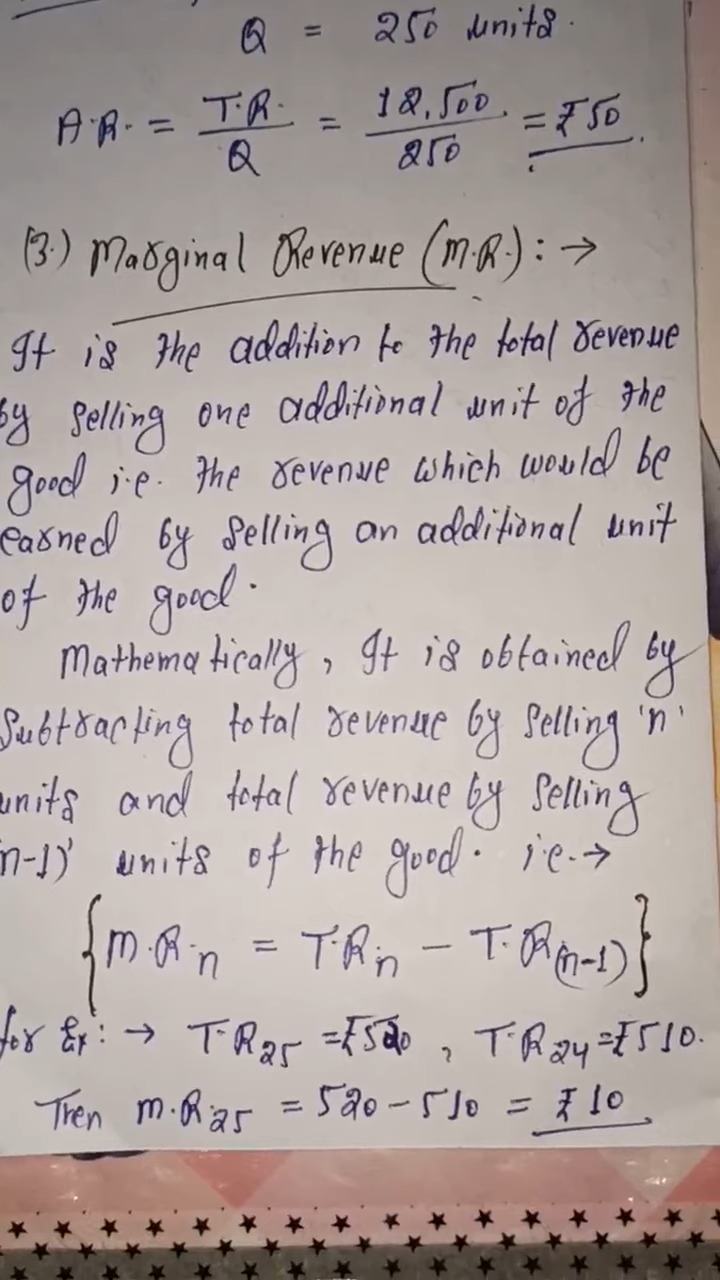 Q = 250 units.
A.R. = T.R. / Q = 12,500 / 250 = ₹50.
(3.) Marginal Revenue (M.R.) : →
It is the addition to the total revenue
by selling one additional unit of the
good i.e. the revenue which would be
earned by selling an additional unit
of the good.
Mathematically, It is obtained by
Subtracting total revenue by selling 'n'
units and total revenue by selling
n-1)' units of the good. i.e. →
{M.R.n = T.R.n - T.R(n-1)}
for Ex: → T.R25 = ₹520, T.R24 = ₹510.
Tren M.R.25 = 520 - 510 = ₹10